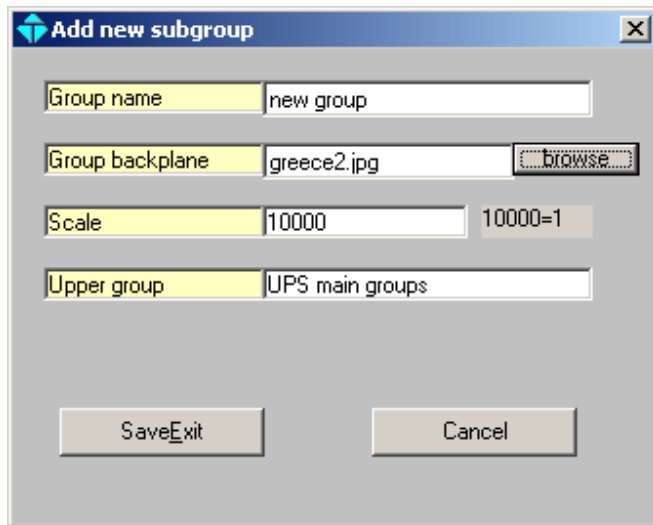 Add new subgroup
Group name new group
Group backplane greece2.jpg browse
Scale 10000 10000=1
Upper group UPS main groups
SaveExit Cancel